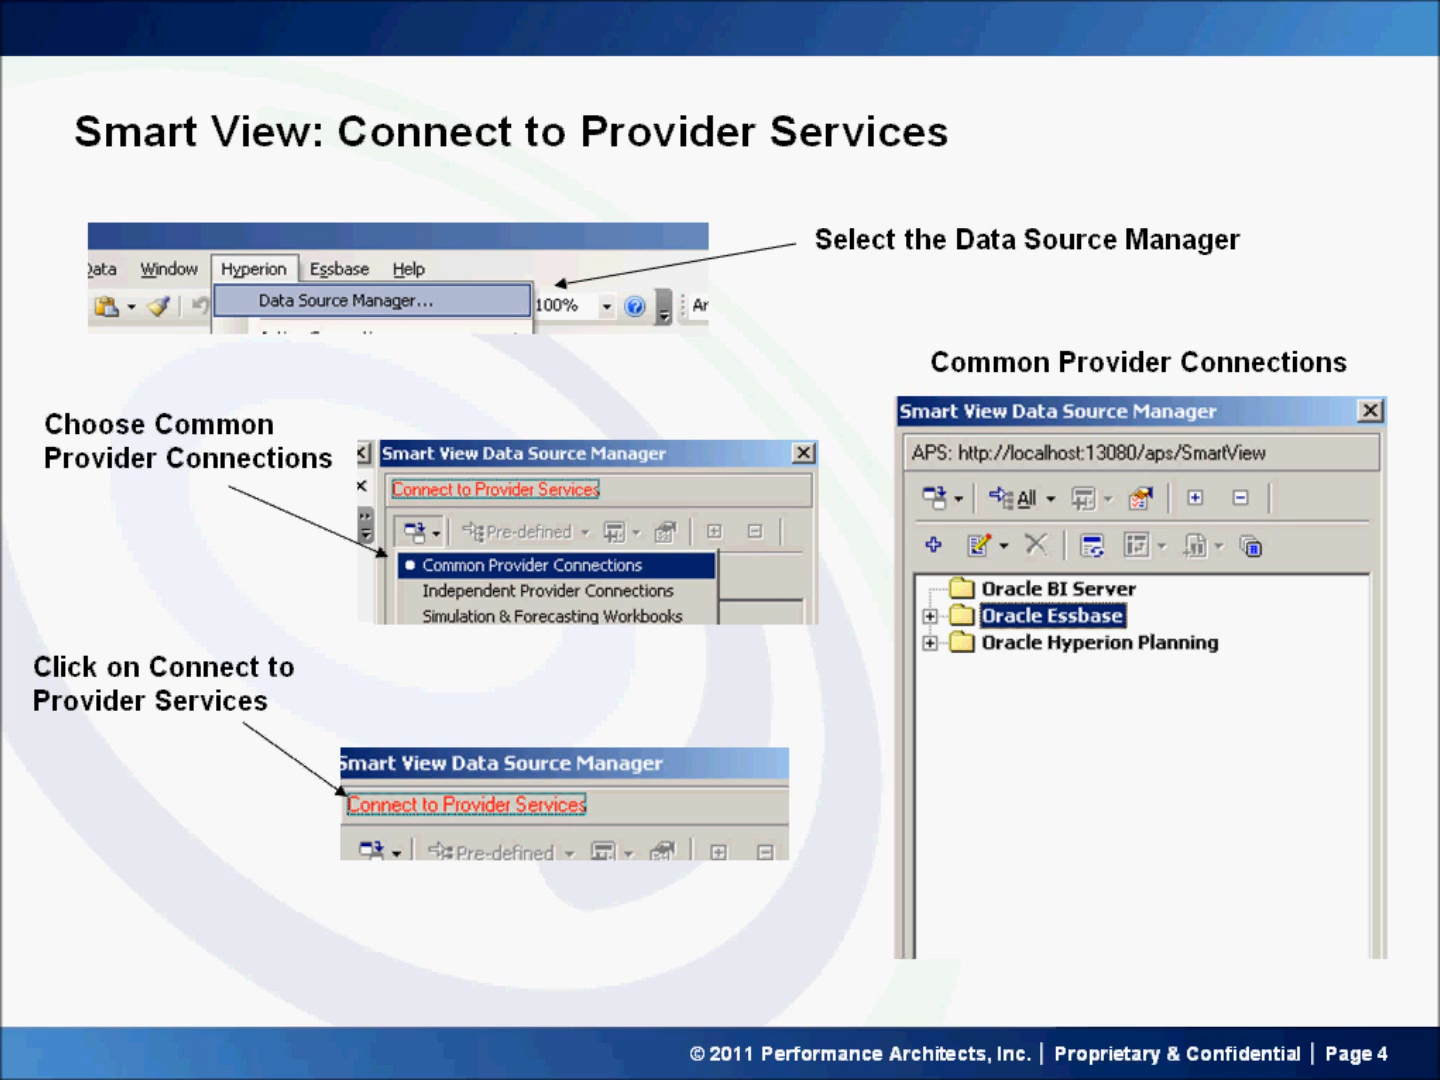 Smart View: Connect to Provider Services
Select the Data Source Manager
Data Window Hyperion Essbase Help
Data Source Manager...
100%
Ar
Common Provider Connections
Choose Common
Provider Connections
Smart View Data Source Manager
Connect to Provider Services
Pre-defined
Common Provider Connections
Independent Provider Connections
Simulation & Forecasting Workbooks
Click on Connect to
Provider Services
Smart View Data Source Manager
Connect to Provider Services
Pre-defined
Smart View Data Source Manager
APS: http://localhost:13080/aps/SmartView
All
Oracle BI Server
Oracle Essbase
Oracle Hyperion Planning
© 2011 Performance Architects, Inc. | Proprietary & Confidential | Page 4